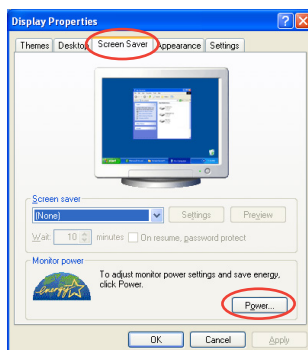 Display Properties
Themes Desktop Screen Saver Appearance Settings
Screen saver
(None) Settings Preview
Wait: 10 minutes On resume, password protect
Monitor power
To adjust monitor power settings and save energy,
click Power.
Power...
OK Cancel Apply